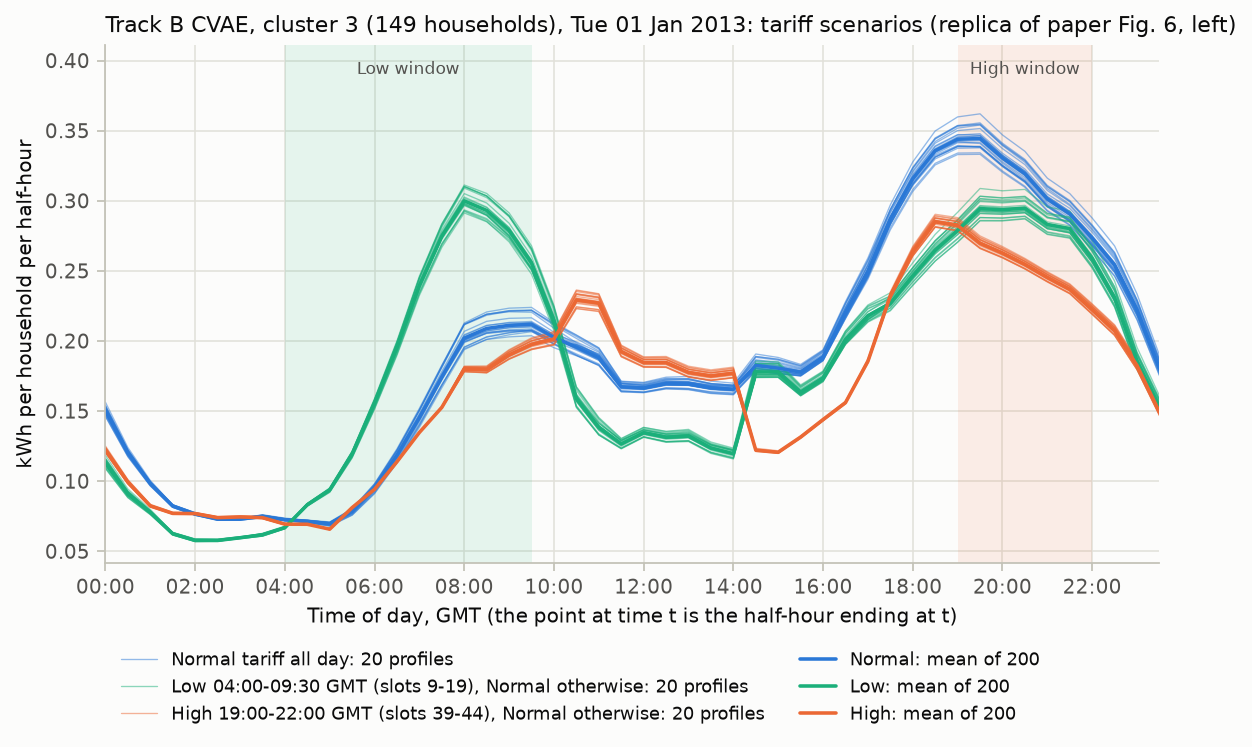 Track B CVAE, cluster 3 (149 households), Tue 01 Jan 2013: tariff scenarios (replica of paper Fig. 6, left)
Low window
High window
0.40
0.35
0.30
0.25
0.20
0.15
0.10
0.05
kWh per household per half-hour
00:00 02:00 04:00 06:00 08:00 10:00 12:00 14:00 16:00 18:00 20:00 22:00
Time of day, GMT (the point at time t is the half-hour ending at t)
Normal tariff all day: 20 profiles
Low 04:00-09:30 GMT (slots 9-19), Normal otherwise: 20 profiles
High 19:00-22:00 GMT (slots 39-44), Normal otherwise: 20 profiles
Normal: mean of 200
Low: mean of 200
High: mean of 200